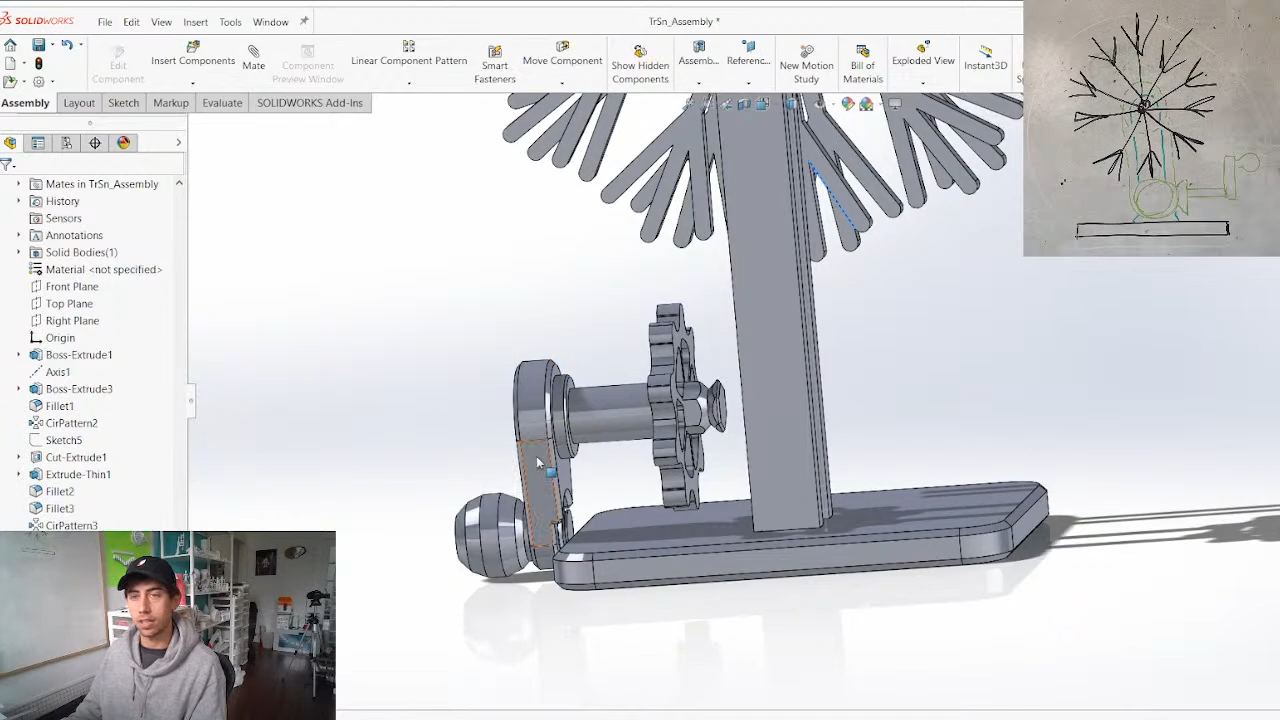 SOLIDWORKS File Edit View Insert Tools Window TrSn_Assembly *
Edit Component
Insert Components
Mate
Component Preview Window
Linear Component Pattern
Smart Fasteners
Move Component
Show Hidden Components
Assemb...
Referenc...
New Motion Study
Bill of Materials
Exploded View
Instant3D
Assembly Layout Sketch Markup Evaluate SOLIDWORKS Add-Ins
Mates in TrSn_Assembly
History
Sensors
Annotations
Solid Bodies(1)
Material <not specified>
Front Plane
Top Plane
Right Plane
Origin
Boss-Extrude1
Axis1
Boss-Extrude3
Fillet1
CirPattern2
Sketch5
Cut-Extrude1
Extrude-Thin1
Fillet2
Fillet3
CirPattern3